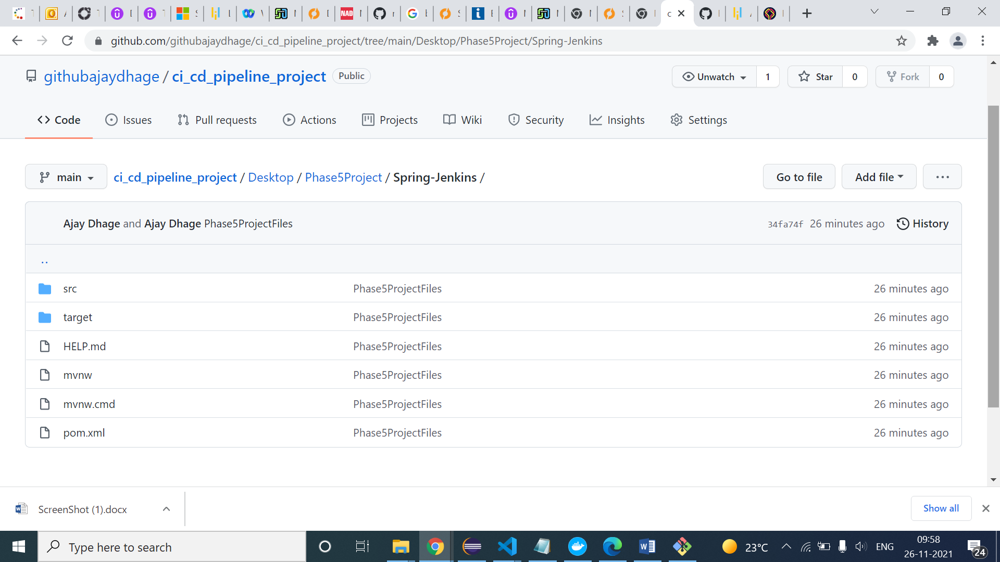 github.com/githubajaydhage/ci_cd_pipeline_project/tree/main/Desktop/Phase5Project/Spring-Jenkins
githubajaydhage / ci_cd_pipeline_project Public
Unwatch 1 Star 0 Fork 0
Code Issues Pull requests Actions Projects Wiki Security Insights Settings
main ci_cd_pipeline_project / Desktop / Phase5Project / Spring-Jenkins /
Go to file Add file ...
Ajay Dhage and Ajay Dhage Phase5ProjectFiles 34fa74f 26 minutes ago History
..
src Phase5ProjectFiles 26 minutes ago
target Phase5ProjectFiles 26 minutes ago
HELP.md Phase5ProjectFiles 26 minutes ago
mvnw Phase5ProjectFiles 26 minutes ago
mvnw.cmd Phase5ProjectFiles 26 minutes ago
pom.xml Phase5ProjectFiles 26 minutes ago
ScreenShot (1).docx Show all
Type here to search
23°C ENG 09:58
26-11-2021 24